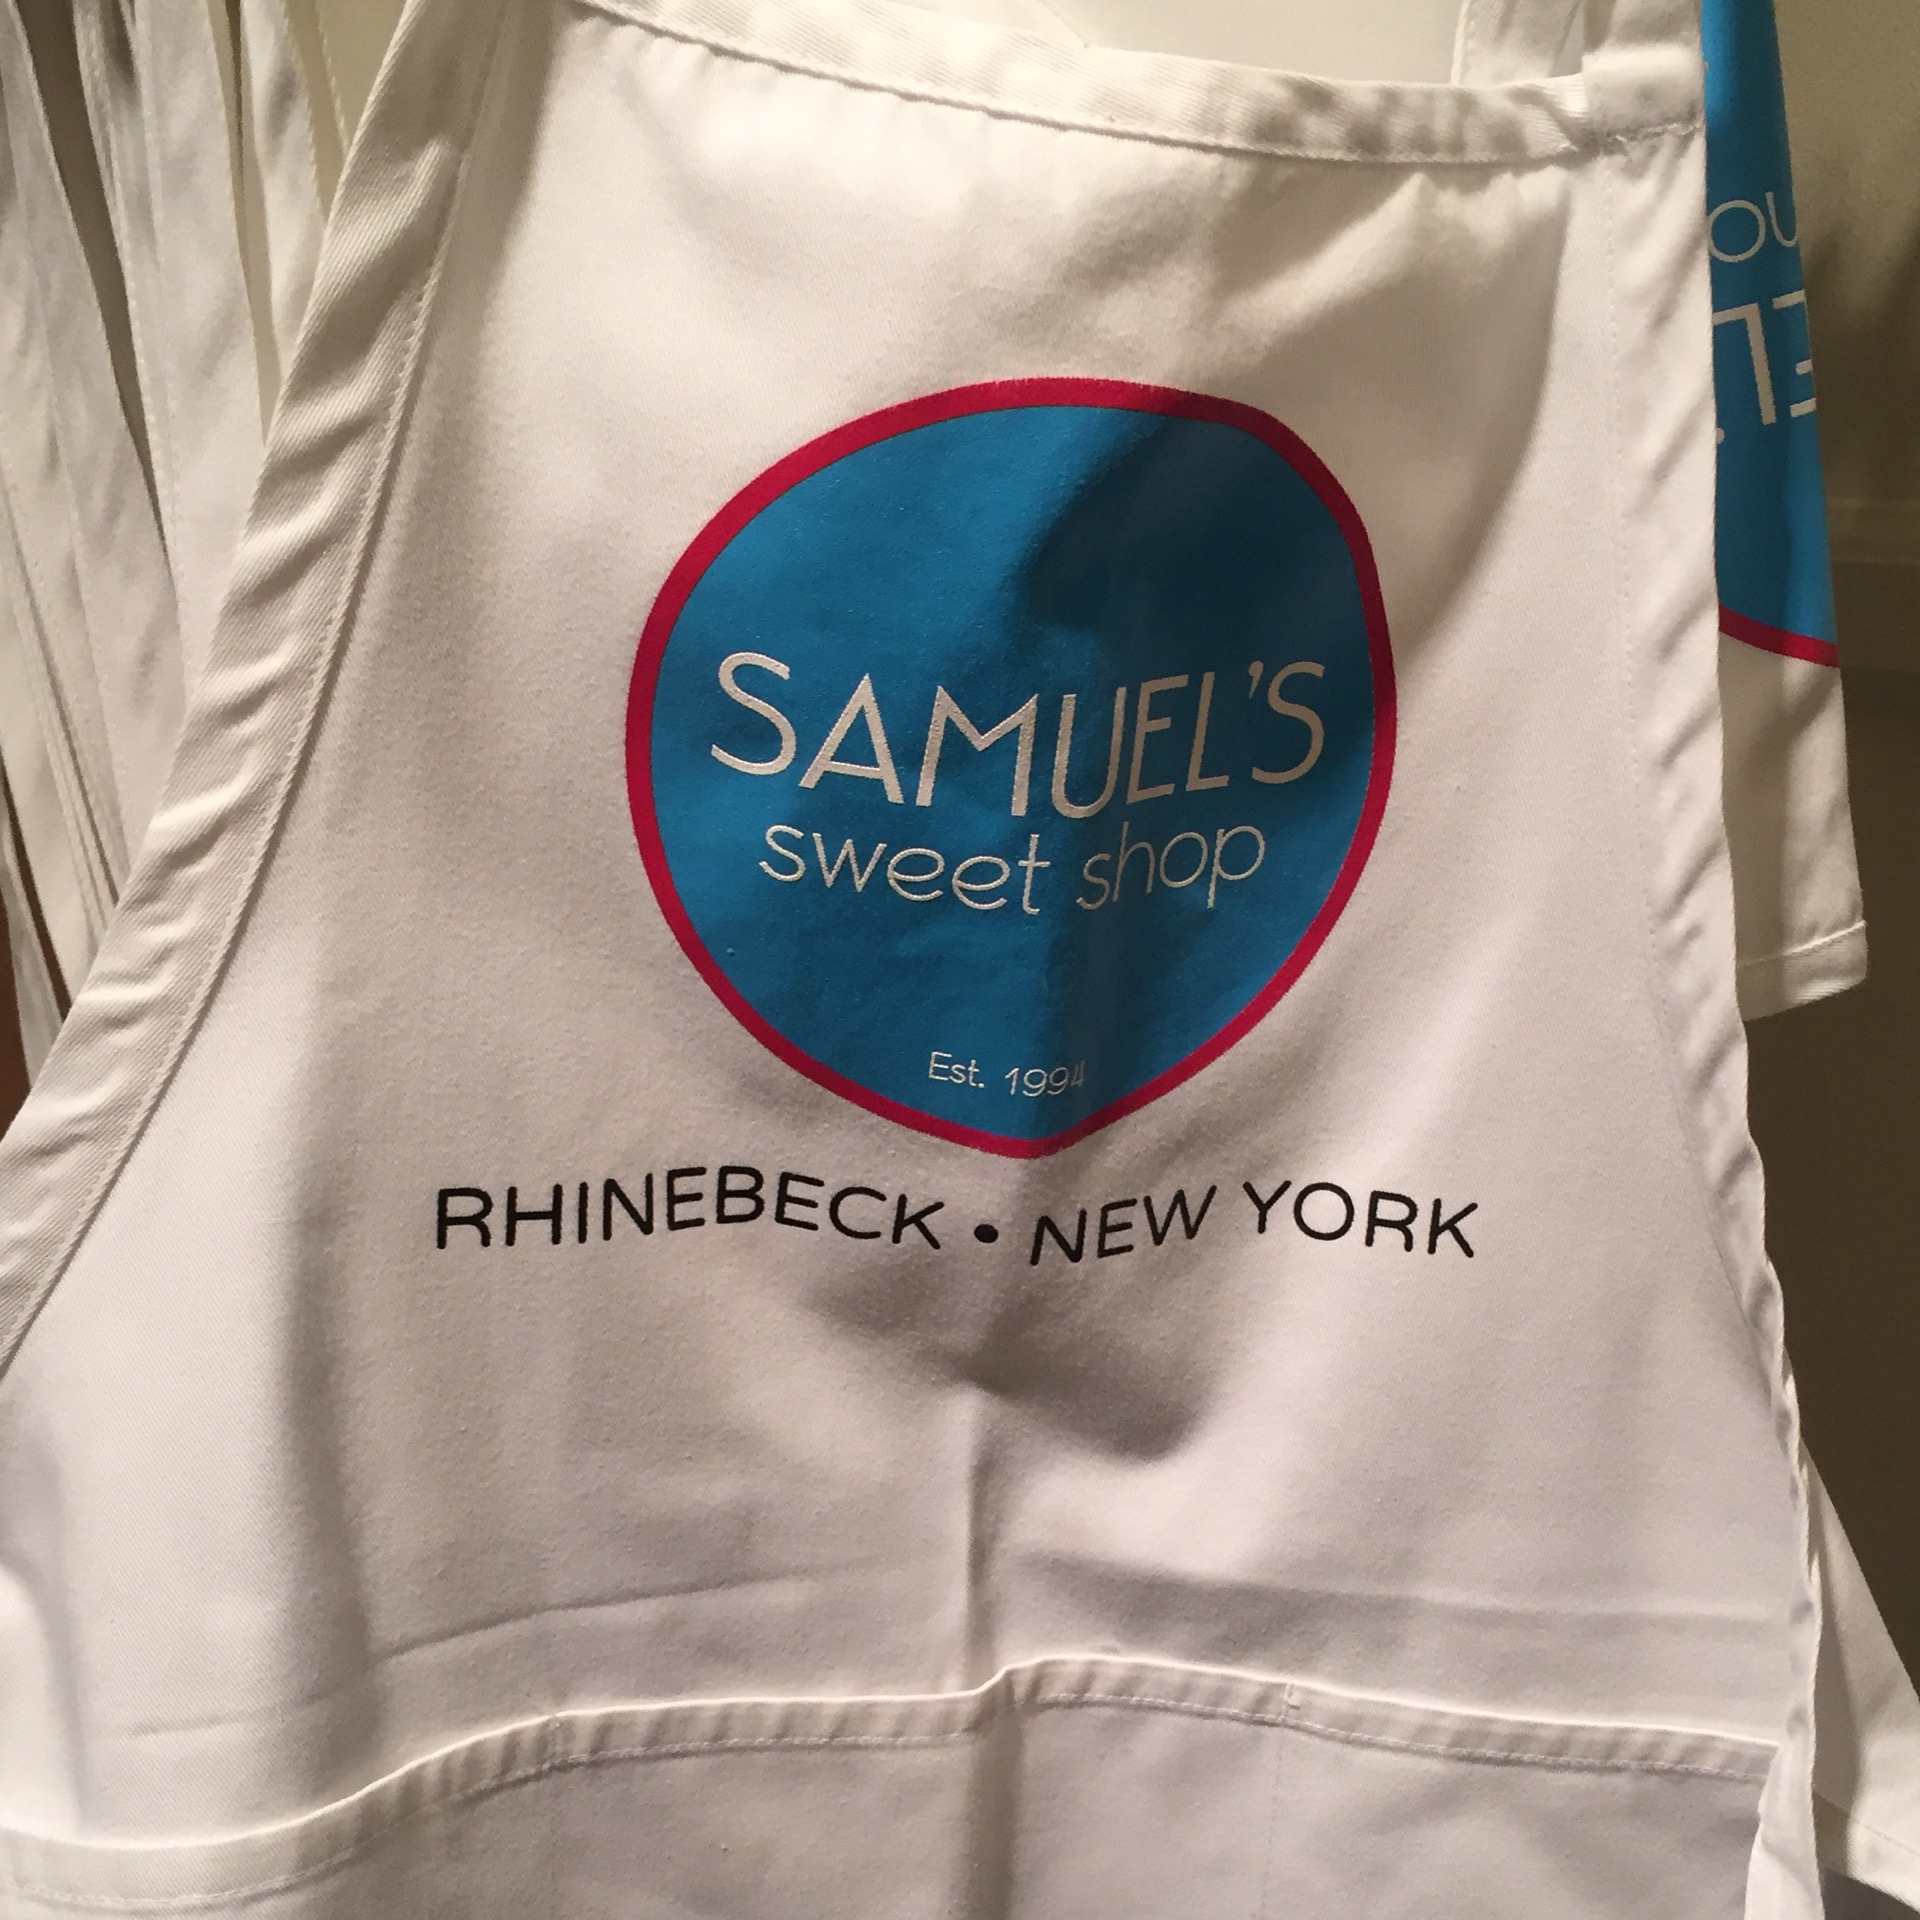 SAMUEL'S
sweet shop
Est. 1994
RHINEBECK • NEW YORK